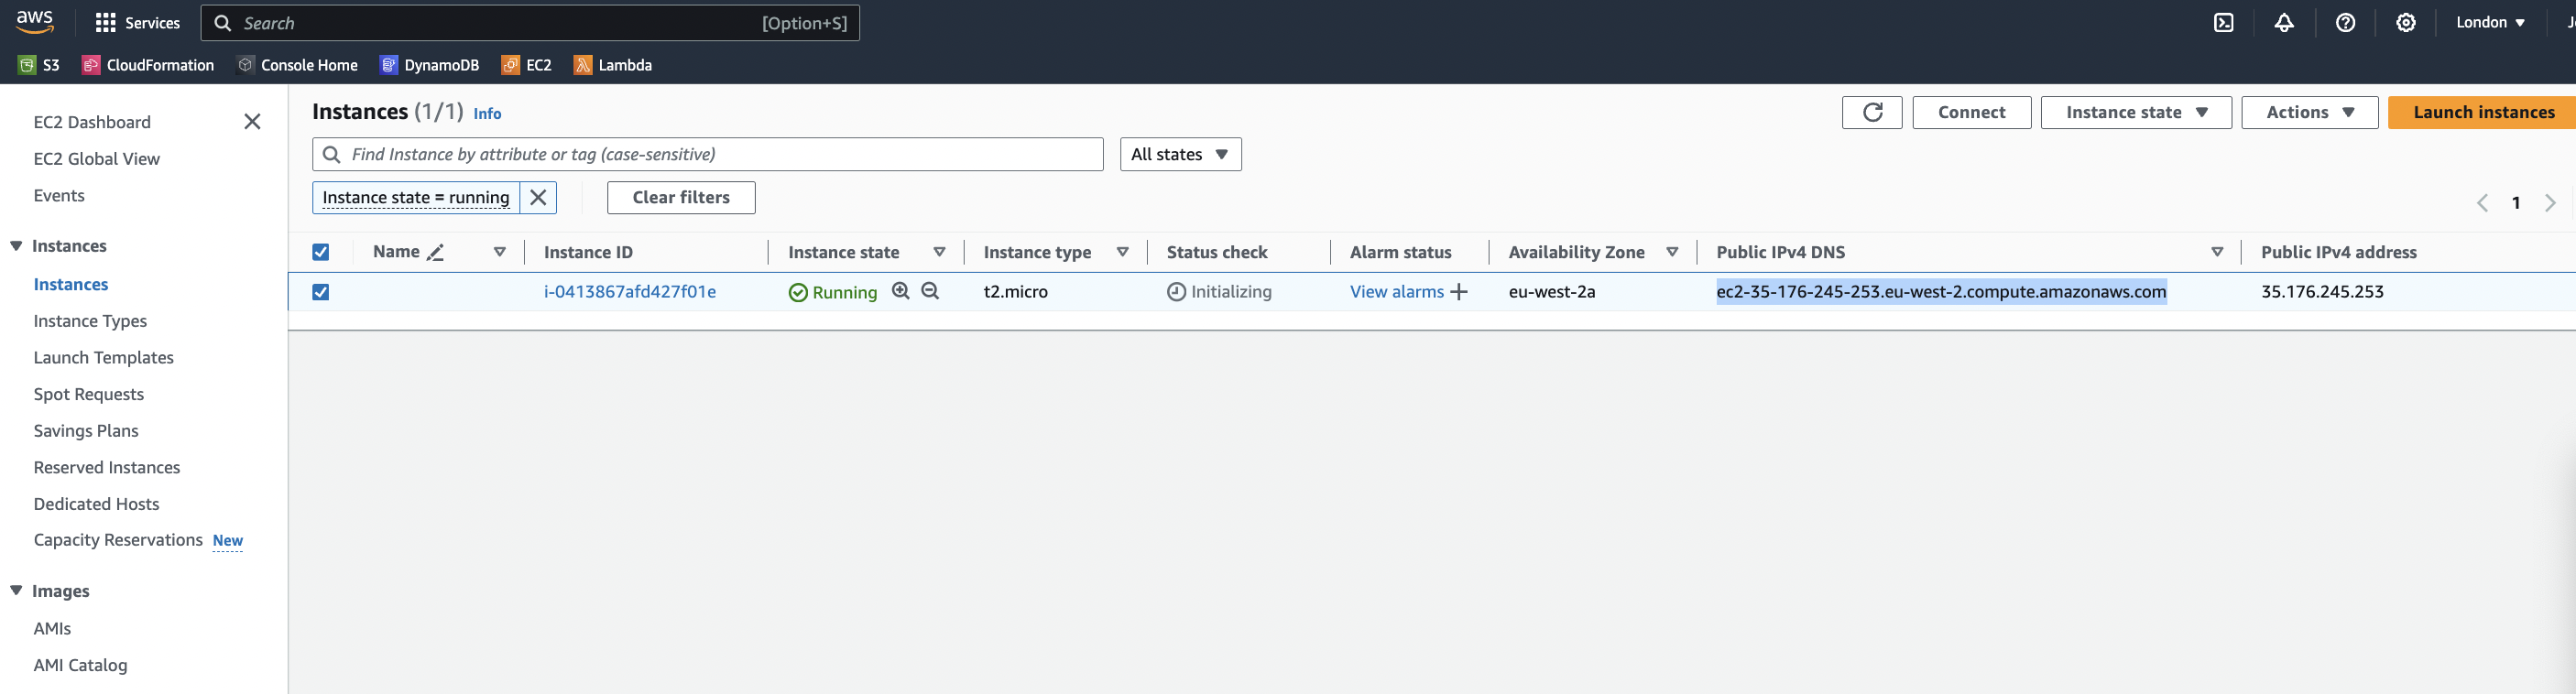 aws Services Search [Option+S] London
S3 CloudFormation Console Home DynamoDB EC2 Lambda
EC2 Dashboard
EC2 Global View
Events
Instances
Instances
Instance Types
Launch Templates
Spot Requests
Savings Plans
Reserved Instances
Dedicated Hosts
Capacity Reservations New
Images
AMIs
AMI Catalog
Instances (1/1) Info Connect Instance state Actions Launch instances
Find Instance by attribute or tag (case-sensitive) All states
Instance state = running Clear filters 1
Name Instance ID Instance state Instance type Status check Alarm status Availability Zone Public IPv4 DNS Public IPv4 address
i-0413867afd427f01e Running t2.micro Initializing View alarms eu-west-2a ec2-35-176-245-253.eu-west-2.compute.amazonaws.com 35.176.245.253